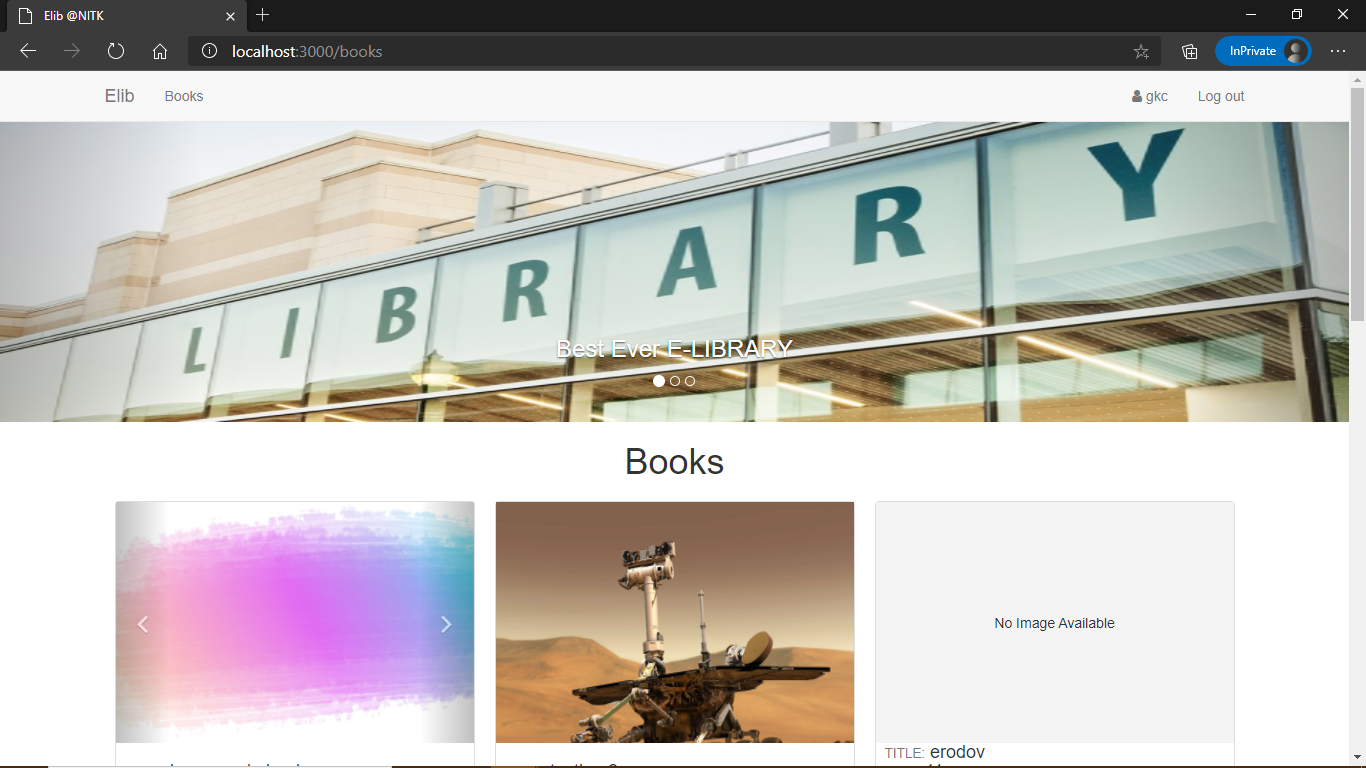 Elib @NITK
localhost:3000/books
InPrivate
Elib Books gkc Log out
LIBRARY
Best Ever E-LIBRARY
Books
No Image Available
TITLE: erodov